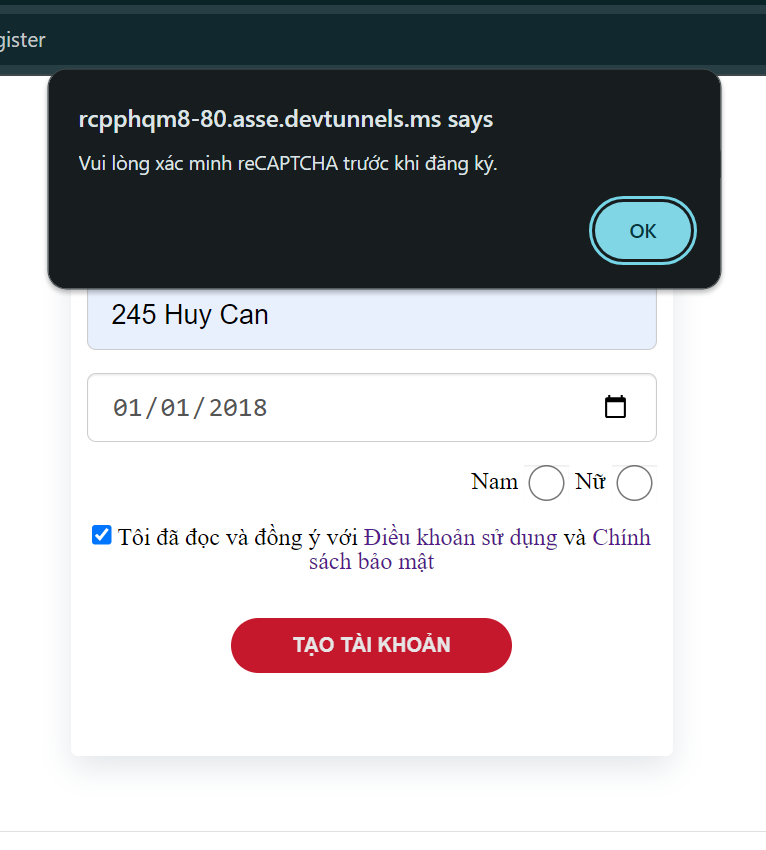 gister
rcpphqm8-80.asse.devtunnels.ms says
Vui lòng xác minh reCAPTCHA trước khi đăng ký.
OK
245 Huy Can
01/01/2018
Nam Nữ
Tôi đã đọc và đồng ý với Điều khoản sử dụng và Chính
sách bảo mật
TẠO TÀI KHOẢN